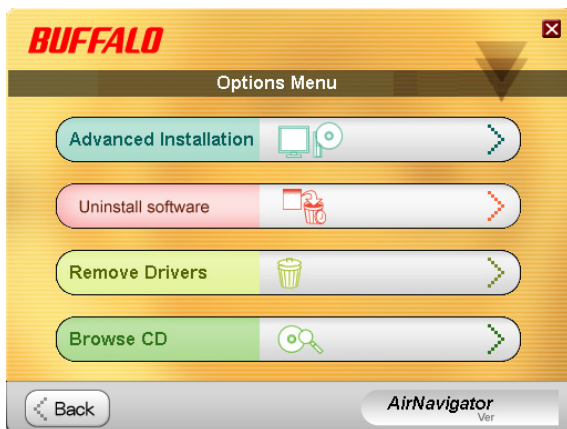 BUFFALO
Options Menu
Advanced Installation
Uninstall software
Remove Drivers
Browse CD
Back
AirNavigator
Ver